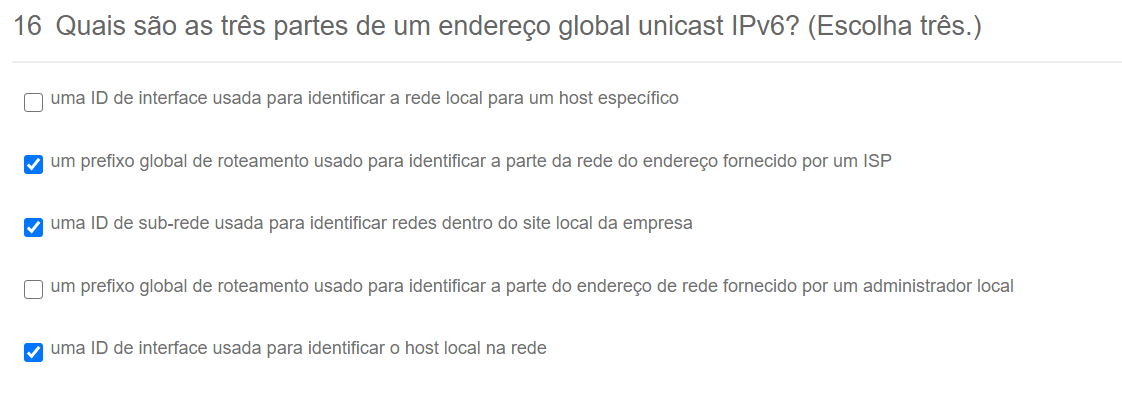 16 Quais são as três partes de um endereço global unicast IPv6? (Escolha três.)
uma ID de interface usada para identificar a rede local para um host específico
um prefixo global de roteamento usado para identificar a parte da rede do endereço fornecido por um ISP
uma ID de sub-rede usada para identificar redes dentro do site local da empresa
um prefixo global de roteamento usado para identificar a parte do endereço de rede fornecido por um administrador local
uma ID de interface usada para identificar o host local na rede